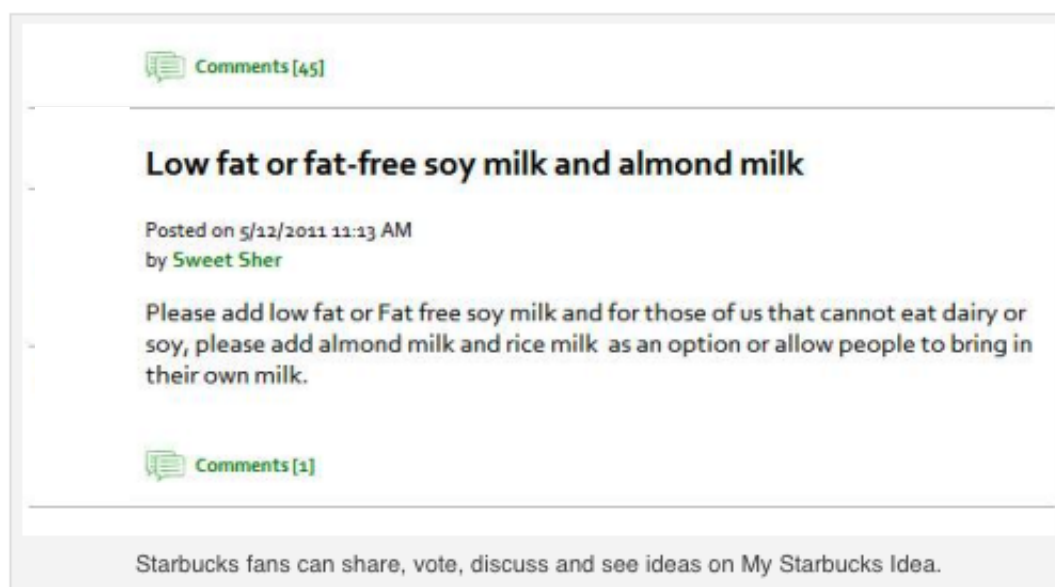 Comments [45]
Low fat or fat-free soy milk and almond milk
Posted on 5/12/2011 11:13 AM
by Sweet Sher
Please add low fat or Fat free soy milk and for those of us that cannot eat dairy or
soy, please add almond milk and rice milk  as an option or allow people to bring in
their own milk.
Comments [1]
Starbucks fans can share, vote, discuss and see ideas on My Starbucks Idea.